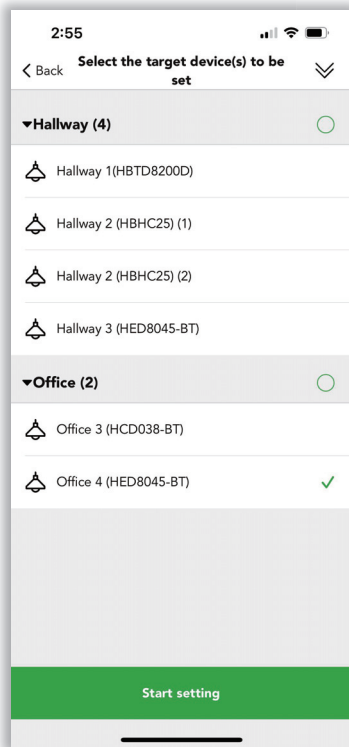 2:55
Back
Select the target device(s) to be
set
Hallway (4)
Hallway 1(HBTD8200D)
Hallway 2 (HBHC25) (1)
Hallway 2 (HBHC25) (2)
Hallway 3 (HED8045-BT)
Office (2)
Office 3 (HCD038-BT)
Office 4 (HED8045-BT)
Start setting